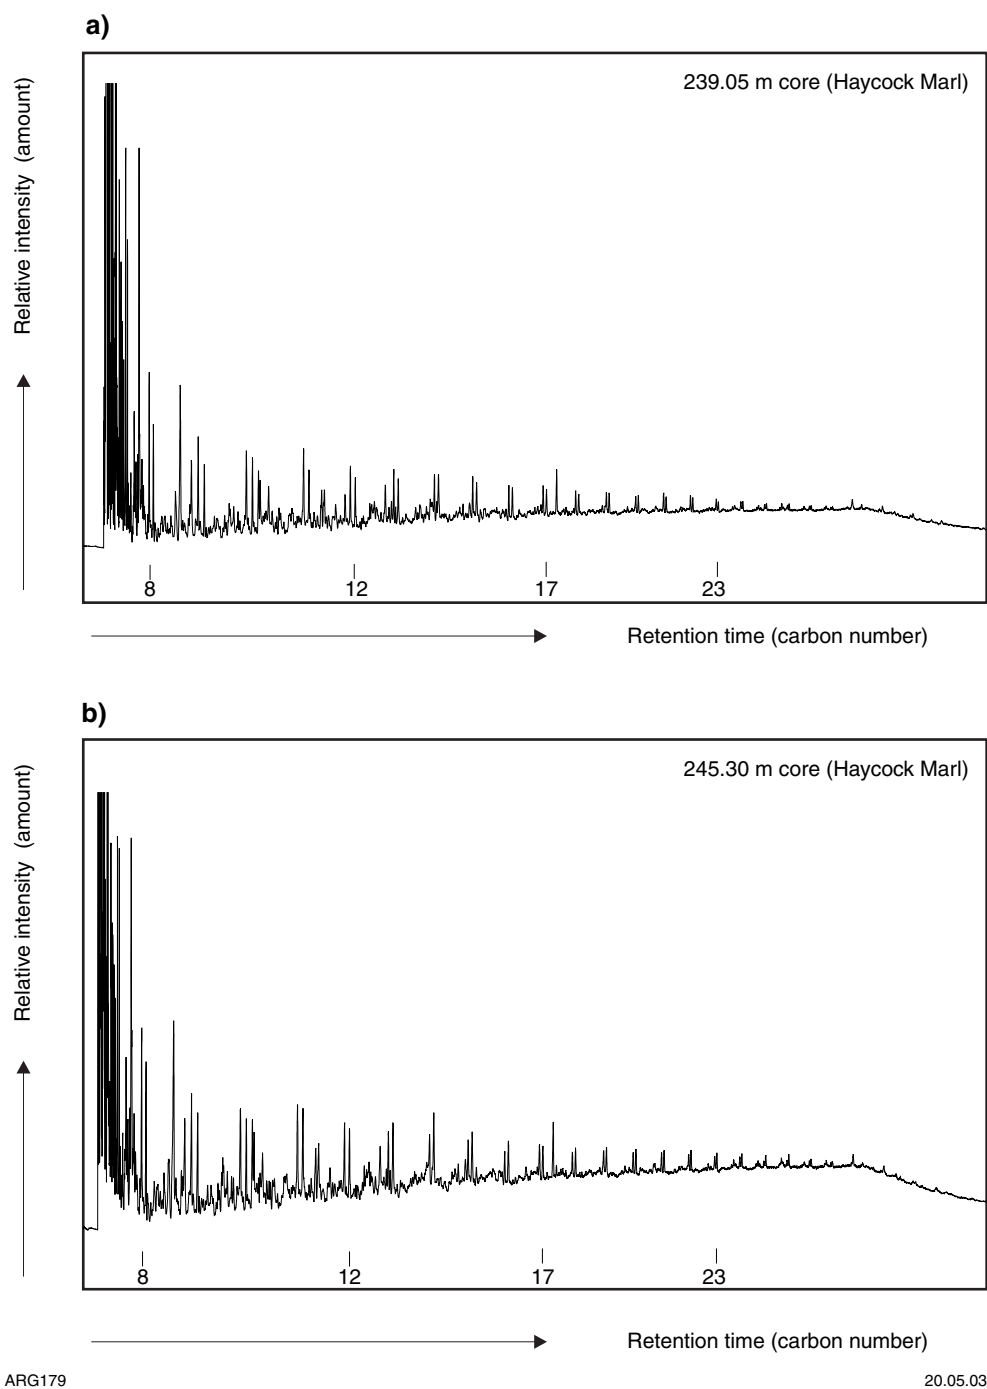 a)
239.05 m core (Haycock Marl)
Relative intensity (amount)
8 12 17 23
Retention time (carbon number)
b)
245.30 m core (Haycock Marl)
Relative intensity (amount)
8 12 17 23
Retention time (carbon number)
ARG179 20.05.03